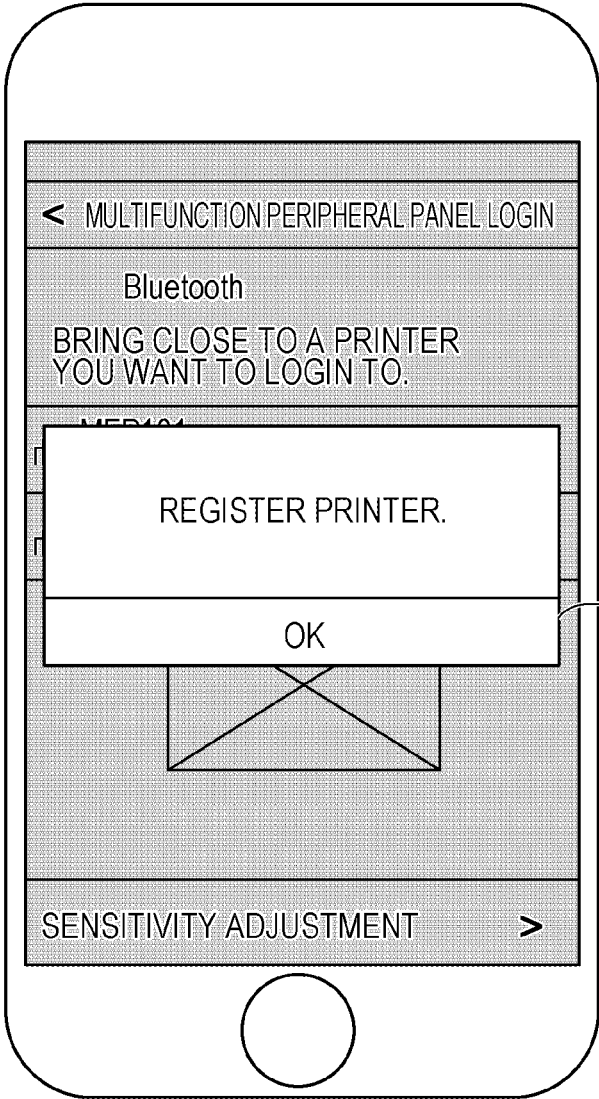 < MULTIFUNCTION PERIPHERAL PANEL LOGIN
Bluetooth
BRING CLOSE TO A PRINTER
YOU WANT TO LOGIN TO.
REGISTER PRINTER.
OK
SENSITIVITY ADJUSTMENT >